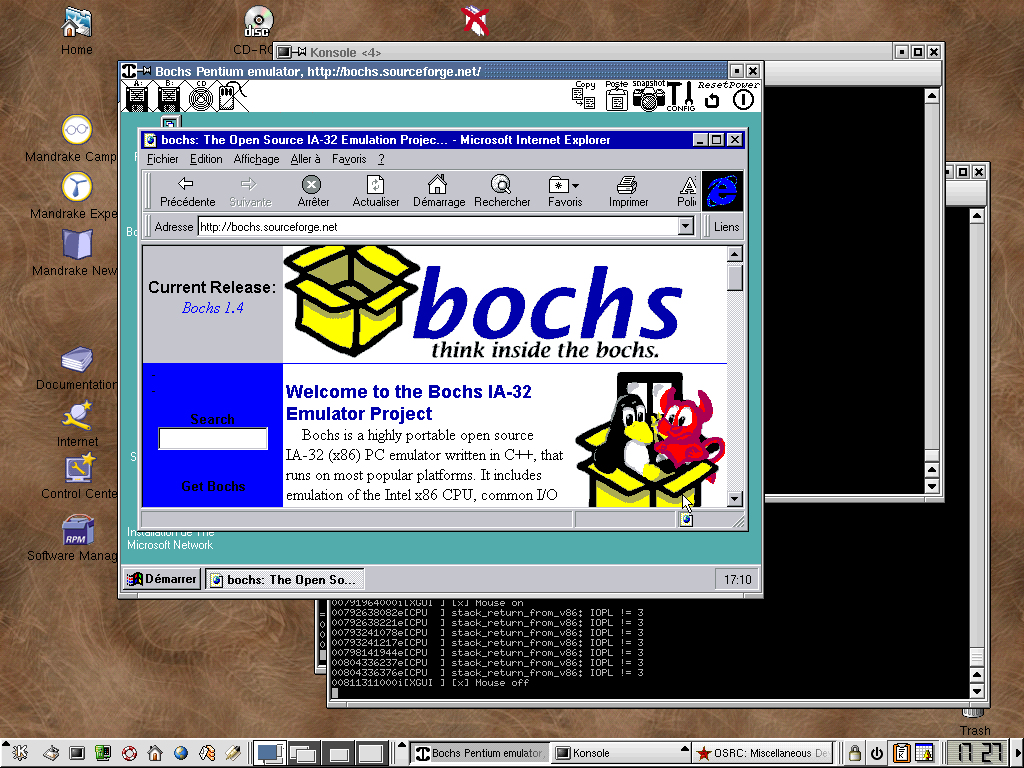 Home
CD-RO
Konsole <4>
Bochs Pentium emulator, http://bochs.sourceforge.net/
A:
B:
CD
Copy
Paste
snapshot
CONFIG
Reset
Power
Mandrake Camp
Mandrake Expe
Mandrake New
Documentation
Internet
Control Cente
Software Manag
RPM
bochs: The Open Source IA-32 Emulation Projec... - Microsoft Internet Explorer
Fichier Edition Affichage Aller à Favoris ?
Précédente Suivante Arrêter Actualiser Démarrage Rechercher Favoris Imprimer Poli
Adresse http://bochs.sourceforge.net Liens
Current Release:
Bochs 1.4
bochs
think inside the bochs.
Search
Get Bochs
Welcome to the Bochs IA-32
Emulator Project
Bochs is a highly portable open source
IA-32 (x86) PC emulator written in C++, that
runs on most popular platforms. It includes
emulation of the Intel x86 CPU, common I/O
Installation de The
Microsoft Network
Démarrer
bochs: The Open So...
17:10
00791964000i[XGUI ] [x] Mouse on
00792638082e[CPU ] stack_return_from_v86: IOPL != 3
00792638221e[CPU ] stack_return_from_v86: IOPL != 3
00793241078e[CPU ] stack_return_from_v86: IOPL != 3
00793241217e[CPU ] stack_return_from_v86: IOPL != 3
00798141944e[CPU ] stack_return_from_v86: IOPL != 3
00804336237e[CPU ] stack_return_from_v86: IOPL != 3
00804336376e[CPU ] stack_return_from_v86: IOPL != 3
00811311000i[XGUI ] [x] Mouse off
Trash
Bochs Pentium emulator
Konsole
OSRC: Miscellaneous De
17 27